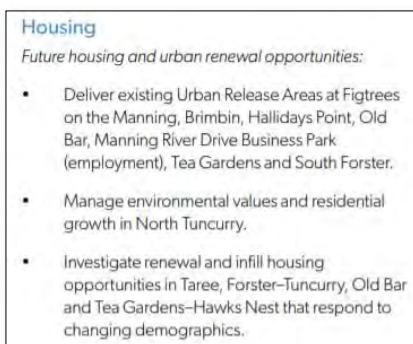 Housing
Future housing and urban renewal opportunities:
▪ Deliver existing Urban Release Areas at Figtrees
on the Manning, Brimbin, Hallidays Point, Old
Bar, Manning River Drive Business Park
(employment), Tea Gardens and South Forster.
▪ Manage environmental values and residential
growth in North Tuncurry.
▪ Investigate renewal and infill housing
opportunities in Taree, Forster–Tuncurry, Old Bar
and Tea Gardens–Hawks Nest that respond to
changing demographics.